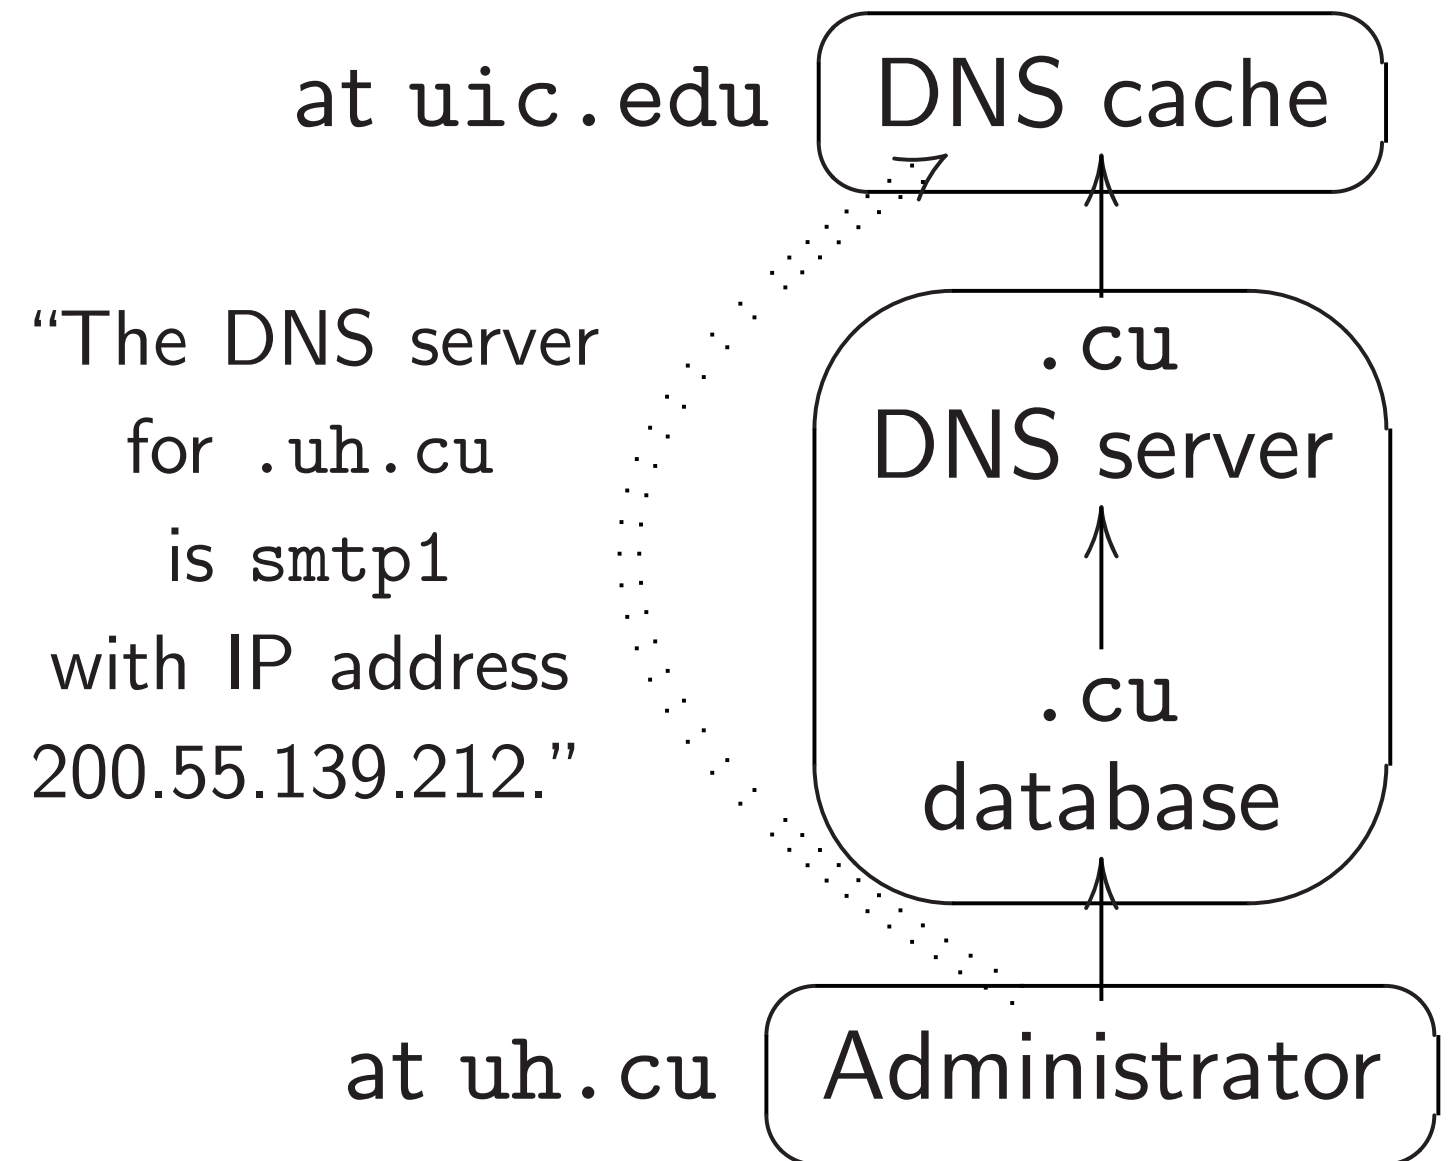 at uic.edu DNS cache
“The DNS server
for .uh.cu
is smtp1
with IP address
200.55.139.212.”
.cu
DNS server
.cu
database
at uh.cu Administrator